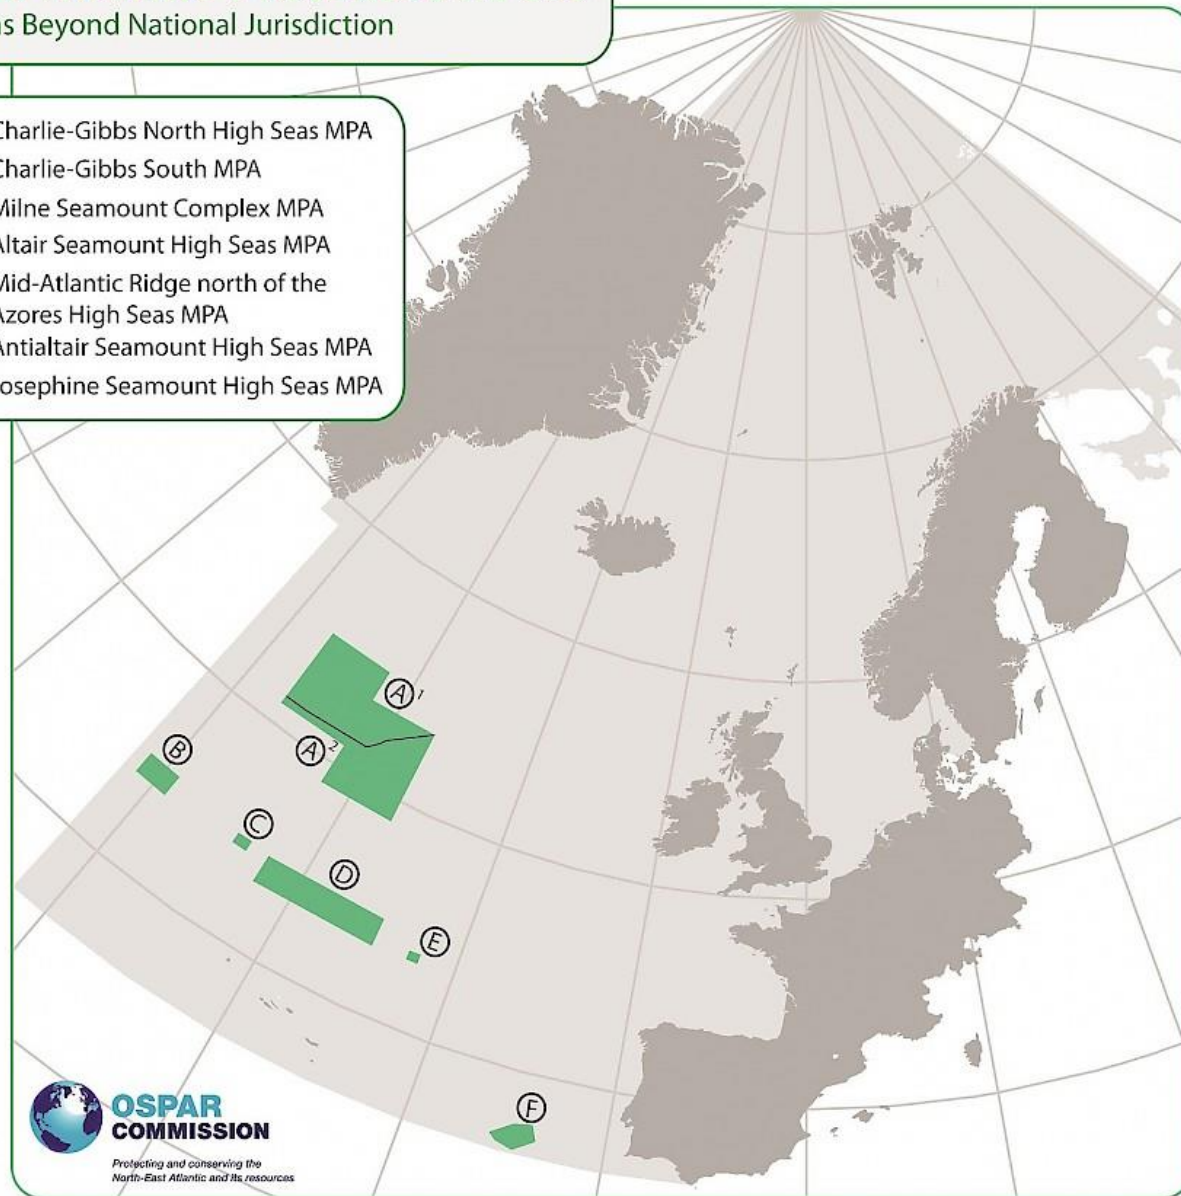 s Beyond National Jurisdiction
Charlie-Gibbs North High Seas MPA
Charlie-Gibbs South MPA
Milne Seamount Complex MPA
Altair Seamount High Seas MPA
Mid-Atlantic Ridge north of the
Azores High Seas MPA
Antialtair Seamount High Seas MPA
osephine Seamount High Seas MPA
A 1
A 2
B
C
D
E
F
OSPAR
COMMISSION
Protecting and conserving the
North-East Atlantic and its resources